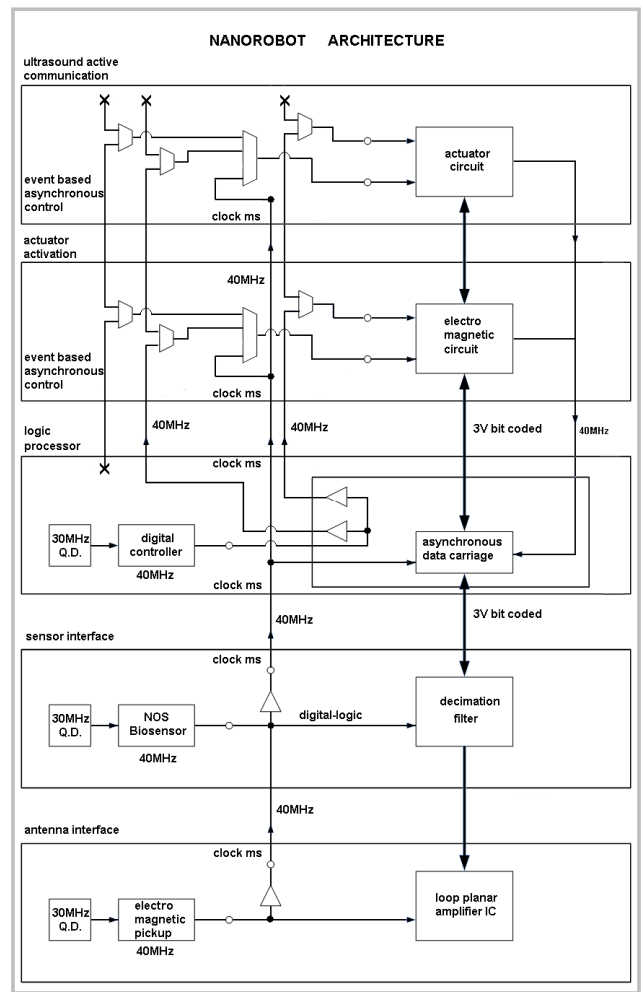 NANOROBOT ARCHITECTURE
ultrasound active
communication
event based
asynchronous
control
clock ms
actuator
circuit
actuator
activation
40MHz
event based
asynchronous
control
clock ms
electro
magnetic
circuit
40MHz
40MHz
3V bit coded
40MHz
logic
processor
clock ms
30MHz
Q.D.
digital
controller
40MHz
clock ms
asynchronous
data carriage
40MHz
3V bit coded
sensor interface
clock ms
30MHz
Q.D.
NOS
Biosensor
40MHz
digital-logic
decimation
filter
40MHz
antenna interface
clock ms
30MHz
Q.D.
electro
magnetic
pickup
40MHz
loop planar
amplifier IC